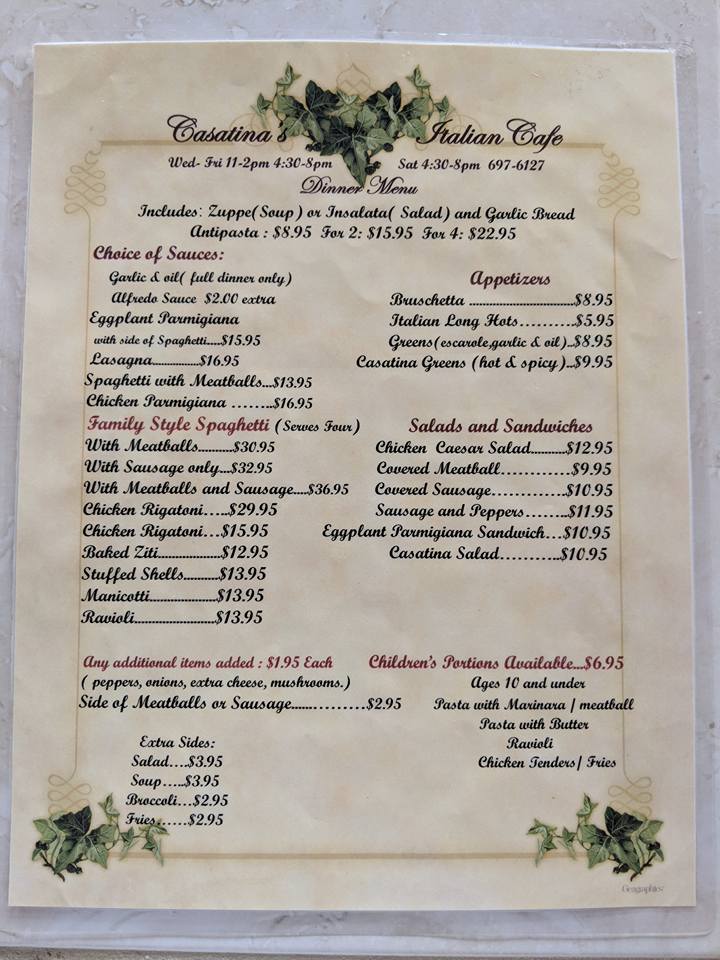 Casatina's Italian Cafe
Wed- Fri 11-2pm 4:30-8pm Sat 4:30-8pm 697-6127
Dinner Menu
Includes: Zuppe(Soup) or Insalata( Salad) and Garlic Bread
Antipasta : $8.95 For 2: $15.95 For 4: $22.95
Choice of Sauces:
Garlic & oil( full dinner only)
Alfredo Sauce $2.00 extra
Eggplant Parmigiana
with side of Spaghetti.....$15.95
Lasagna................$16.95
Spaghetti with Meatballs...$13.95
Chicken Parmigiana ........$16.95
Family Style Spaghetti (Serves Four)
With Meatballs...........$30.95
With Sausage only...$32.95
With Meatballs and Sausage....$36.95
Chicken Rigatoni.....$29.95
Chicken Rigatoni...$15.95
Baked Ziti...................$12.95
Stuffed Shells..........$13.95
Manicotti.....................$13.95
Ravioli.........................$13.95
Appetizers
Bruschetta ................................$8.95
Italian Long Hots..........$5.95
Greens(escarole,garlic & oil)..$8.95
Casatina Greens (hot & spicy)..$9.95
Salads and Sandwiches
Chicken Caesar Salad...........$12.95
Covered Meatball............$9.95
Covered Sausage.............$10.95
Sausage and Peppers........$11.95
Eggplant Parmigiana Sandwich...$10.95
Casatina Salad...........$10.95
Any additional items added : $1.95 Each
( peppers, onions, extra cheese, mushrooms.)
Side of Meatballs or Sausage................$2.95
Extra Sides:
Salad....$3.95
Soup.....$3.95
Broccoli...$2.95
Fries......$2.95
Children's Portions Available...$6.95
Ages 10 and under
Pasta with Marinara / meatball
Pasta with Butter
Ravioli
Chicken Tenders/ Fries
Geographics